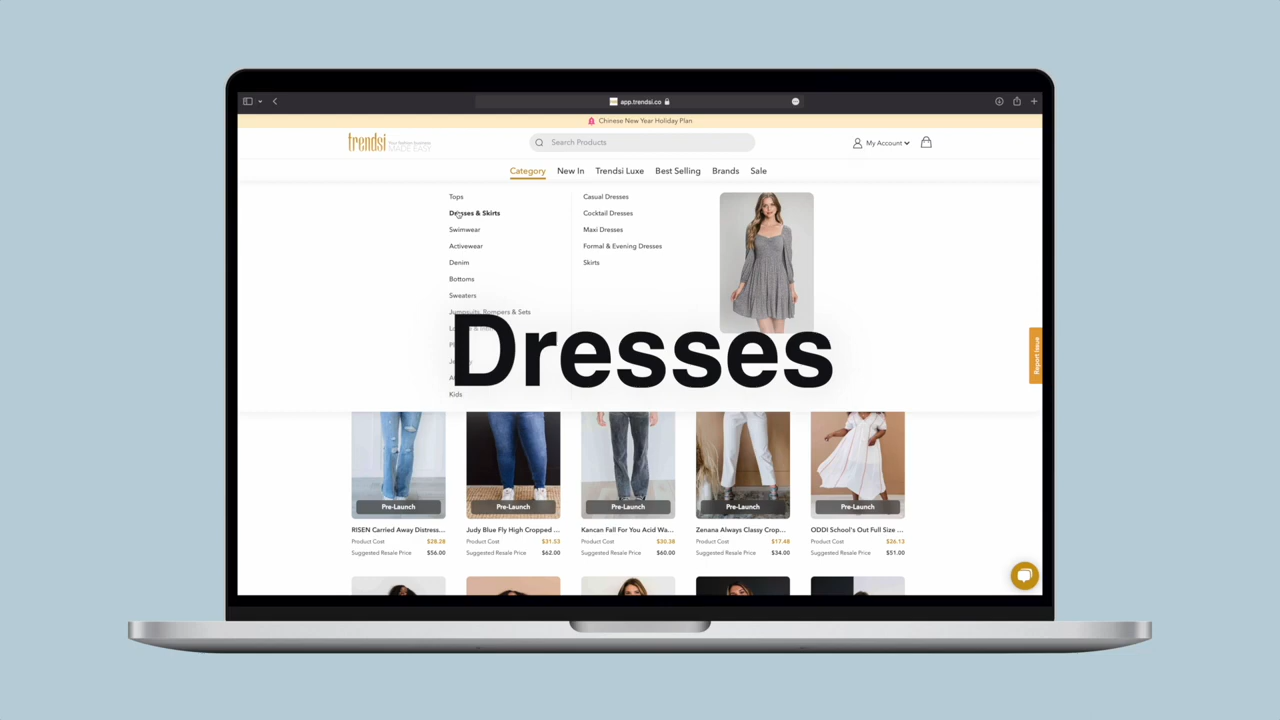 app.trendsi.co
Chinese New Year Holiday Plan
trendsi Your fashion business
MADE EASY
Search Products
My Account
Category New In Trendsi Luxe Best Selling Brands Sale
Tops
Dresses & Skirts
Swimwear
Activewear
Denim
Bottoms
Sweaters
Jumpsuits, Rompers & Sets
Kids
Casual Dresses
Cocktail Dresses
Maxi Dresses
Formal & Evening Dresses
Skirts
Dresses
Report Issue
Pre-Launch Pre-Launch Pre-Launch Pre-Launch Pre-Launch
RISEN Carried Away Distress... Judy Blue Fly High Cropped ... Kancan Fall For You Acid Wa... Zenana Always Classy Crop... ODDI School's Out Full Size ...
Product Cost $28.28 Product Cost $31.53 Product Cost $30.38 Product Cost $17.48 Product Cost $26.13
Suggested Resale Price $56.00 Suggested Resale Price $62.00 Suggested Resale Price $60.00 Suggested Resale Price $34.00 Suggested Resale Price $51.00